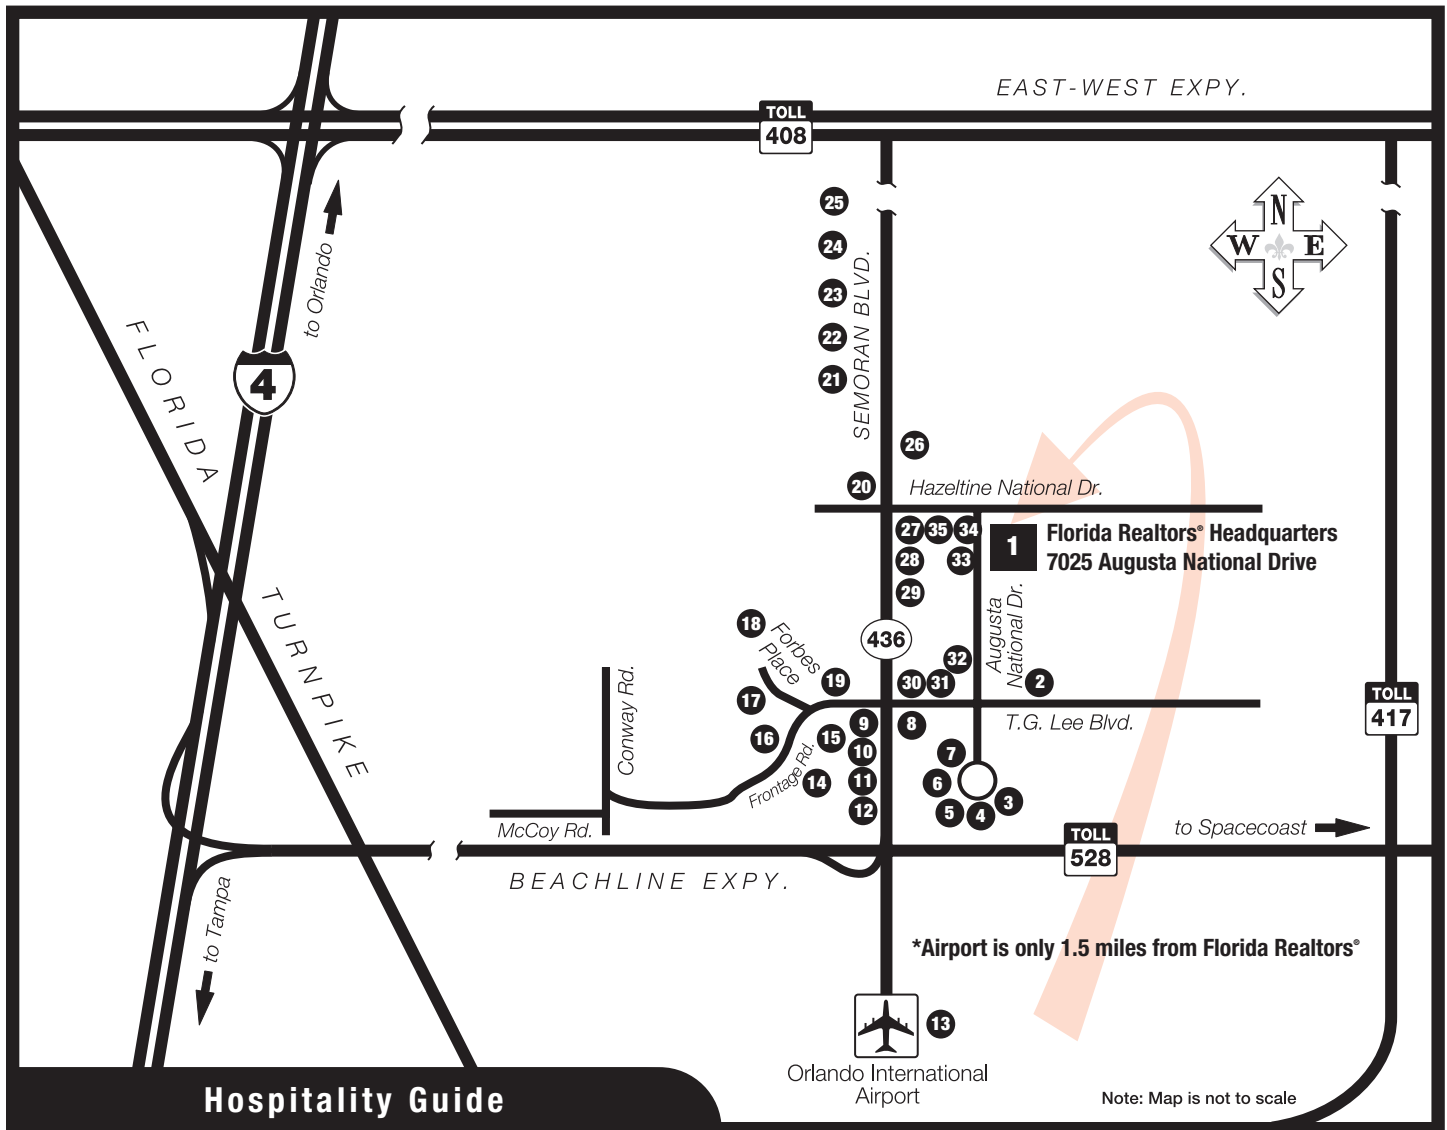 EAST-WEST EXPY.
TOLL
408
N
W E
S
to Orlando
4
FLORIDA
TURNPIKE
25
24
23
22
21
SEMORAN BLVD.
26
20
Hazeltine National Dr.
27 35 34
28 33
29
1
Florida Realtors® Headquarters
7025 Augusta National Drive
Augusta
National Dr.
436
18
Forbes
Place
19
17
16
15
14
Conway Rd.
Frontage Rd.
McCoy Rd.
32
30 31
2
T.G. Lee Blvd.
9
8
10
11
12
7
6
5
4
3
TOLL
417
to Spacecoast
TOLL
528
BEACHLINE EXPY.
to Tampa
*Airport is only 1.5 miles from Florida Realtors®
13
Orlando International
Airport
Note: Map is not to scale
Hospitality Guide